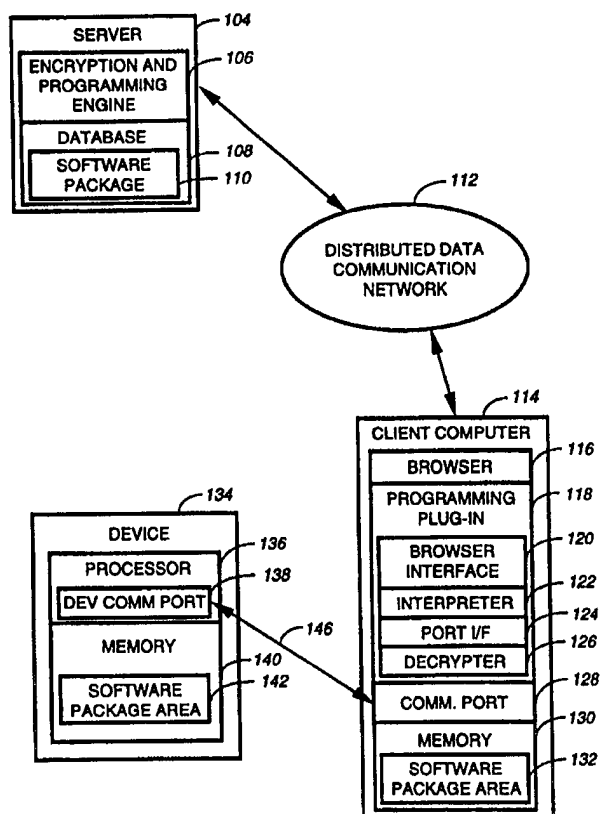 SERVER
104
ENCRYPTION AND
PROGRAMMING
ENGINE
106
DATABASE
108
SOFTWARE
PACKAGE
110
112
DISTRIBUTED DATA
COMMUNICATION
NETWORK
114
CLIENT COMPUTER
BROWSER
116
PROGRAMMING
PLUG-IN
118
BROWSER
INTERFACE
120
INTERPRETER
122
PORT I/F
124
DECRYPTER
126
COMM. PORT
128
MEMORY
130
SOFTWARE
PACKAGE AREA
132
134
DEVICE
136
PROCESSOR
138
DEV COMM PORT
146
MEMORY
140
SOFTWARE
PACKAGE AREA
142